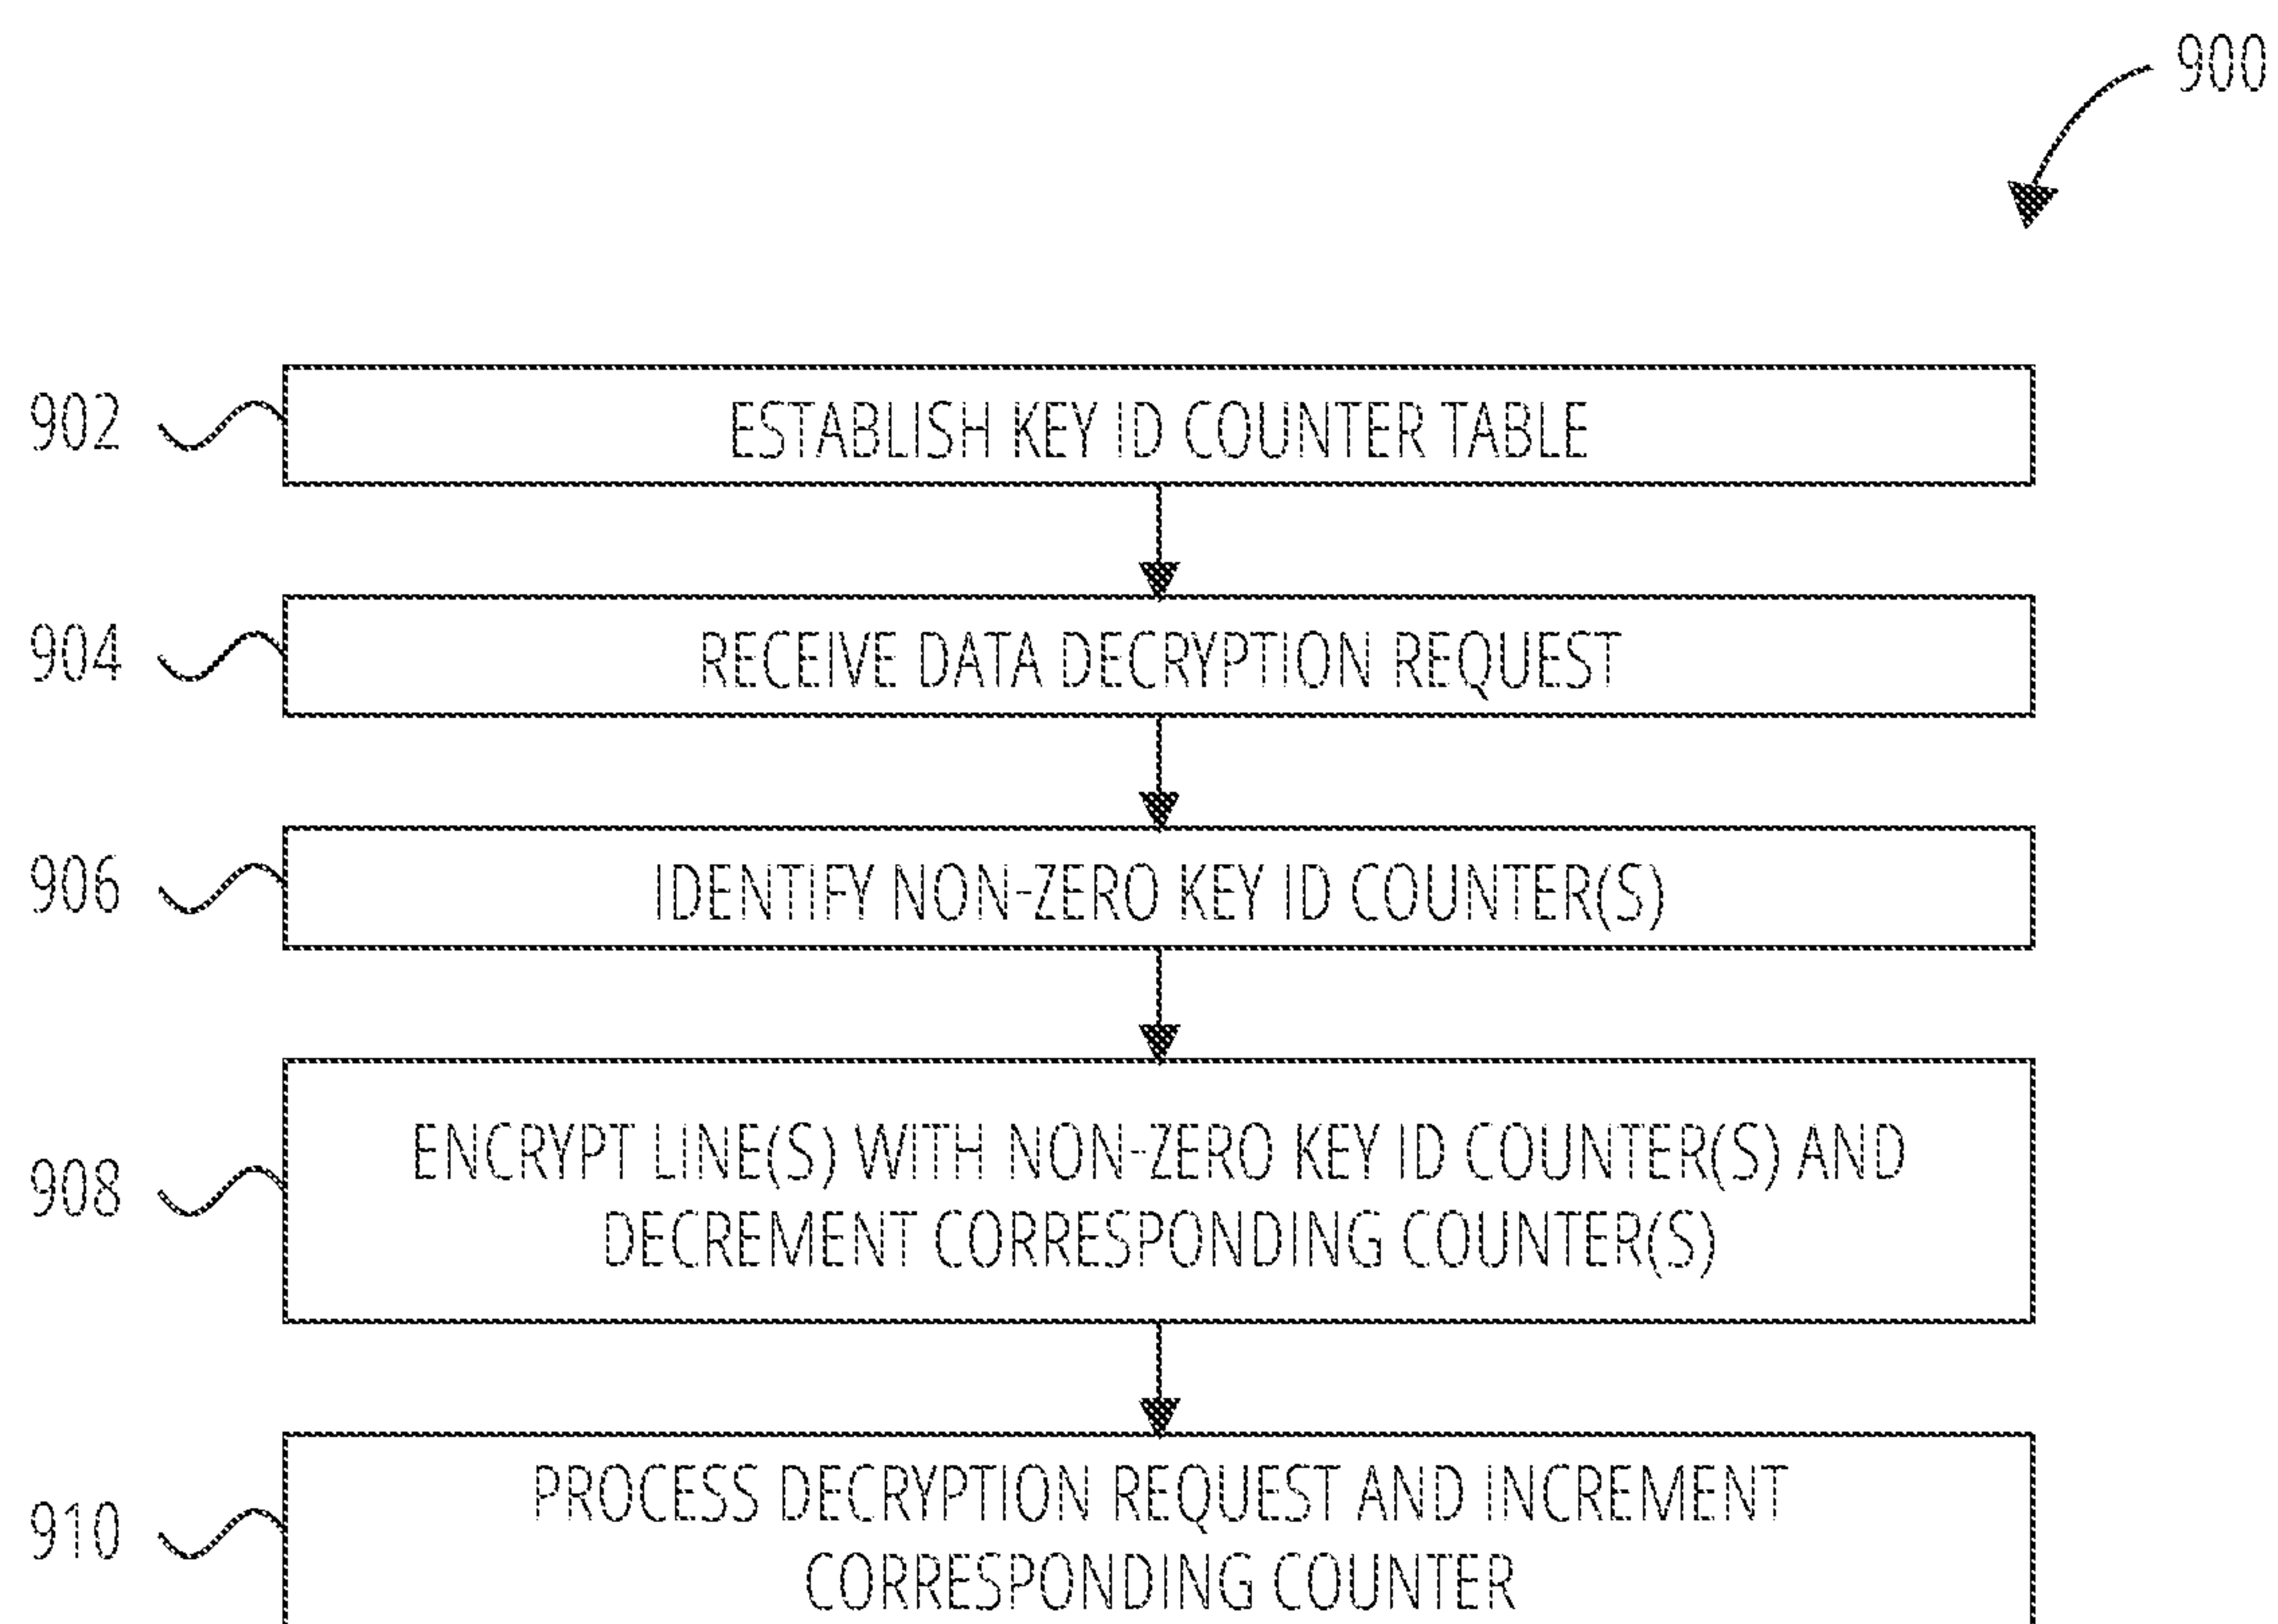 900
902
ESTABLISH KEY ID COUNTER TABLE
904
RECEIVE DATA DECRYPTION REQUEST
906
IDENTIFY NON-ZERO KEY ID COUNTER(S)
908
ENCRYPT LINE(S) WITH NON-ZERO KEY ID COUNTER(S) AND
DECREMENT CORRESPONDING COUNTER(S)
910
PROCESS DECRYPTION REQUEST AND INCREMENT
CORRESPONDING COUNTER